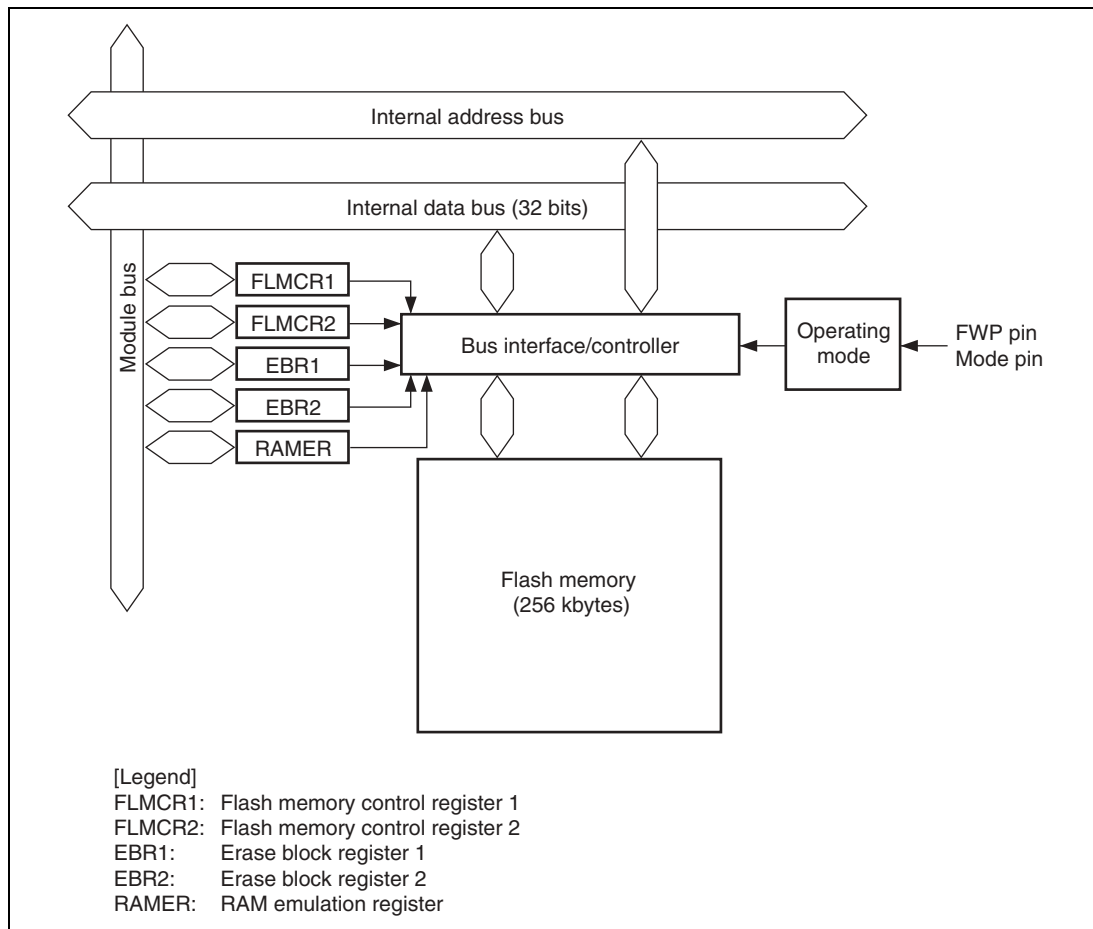 Internal address bus
Internal data bus (32 bits)
Module bus
FLMCR1
FLMCR2
EBR1
EBR2
RAMER
Bus interface/controller
Operating
mode
FWP pin
Mode pin
Flash memory
(256 kbytes)
[Legend]
FLMCR1: Flash memory control register 1
FLMCR2: Flash memory control register 2
EBR1: Erase block register 1
EBR2: Erase block register 2
RAMER: RAM emulation register